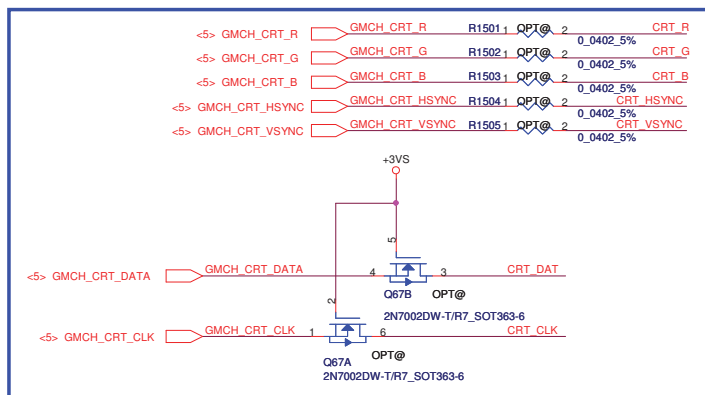 <5> GMCH_CRT_R GMCH_CRT_R R1501 1 OPT@ 2 CRT_R
0_0402_5%
<5> GMCH_CRT_G GMCH_CRT_G R1502 1 OPT@ 2 CRT_G
0_0402_5%
<5> GMCH_CRT_B GMCH_CRT_B R1503 1 OPT@ 2 CRT_B
0_0402_5%
<5> GMCH_CRT_HSYNC GMCH_CRT_HSYNC R1504 1 OPT@ 2 CRT_HSYNC
0_0402_5%
<5> GMCH_CRT_VSYNC GMCH_CRT_VSYNC R1505 1 OPT@ 2 CRT_VSYNC
0_0402_5%
+3VS
5
<5> GMCH_CRT_DATA GMCH_CRT_DATA 4 3 CRT_DAT
Q67B OPT@
2 2N7002DW-T/R7_SOT363-6
<5> GMCH_CRT_CLK GMCH_CRT_CLK 1 6 CRT_CLK
Q67A OPT@
2N7002DW-T/R7_SOT363-6